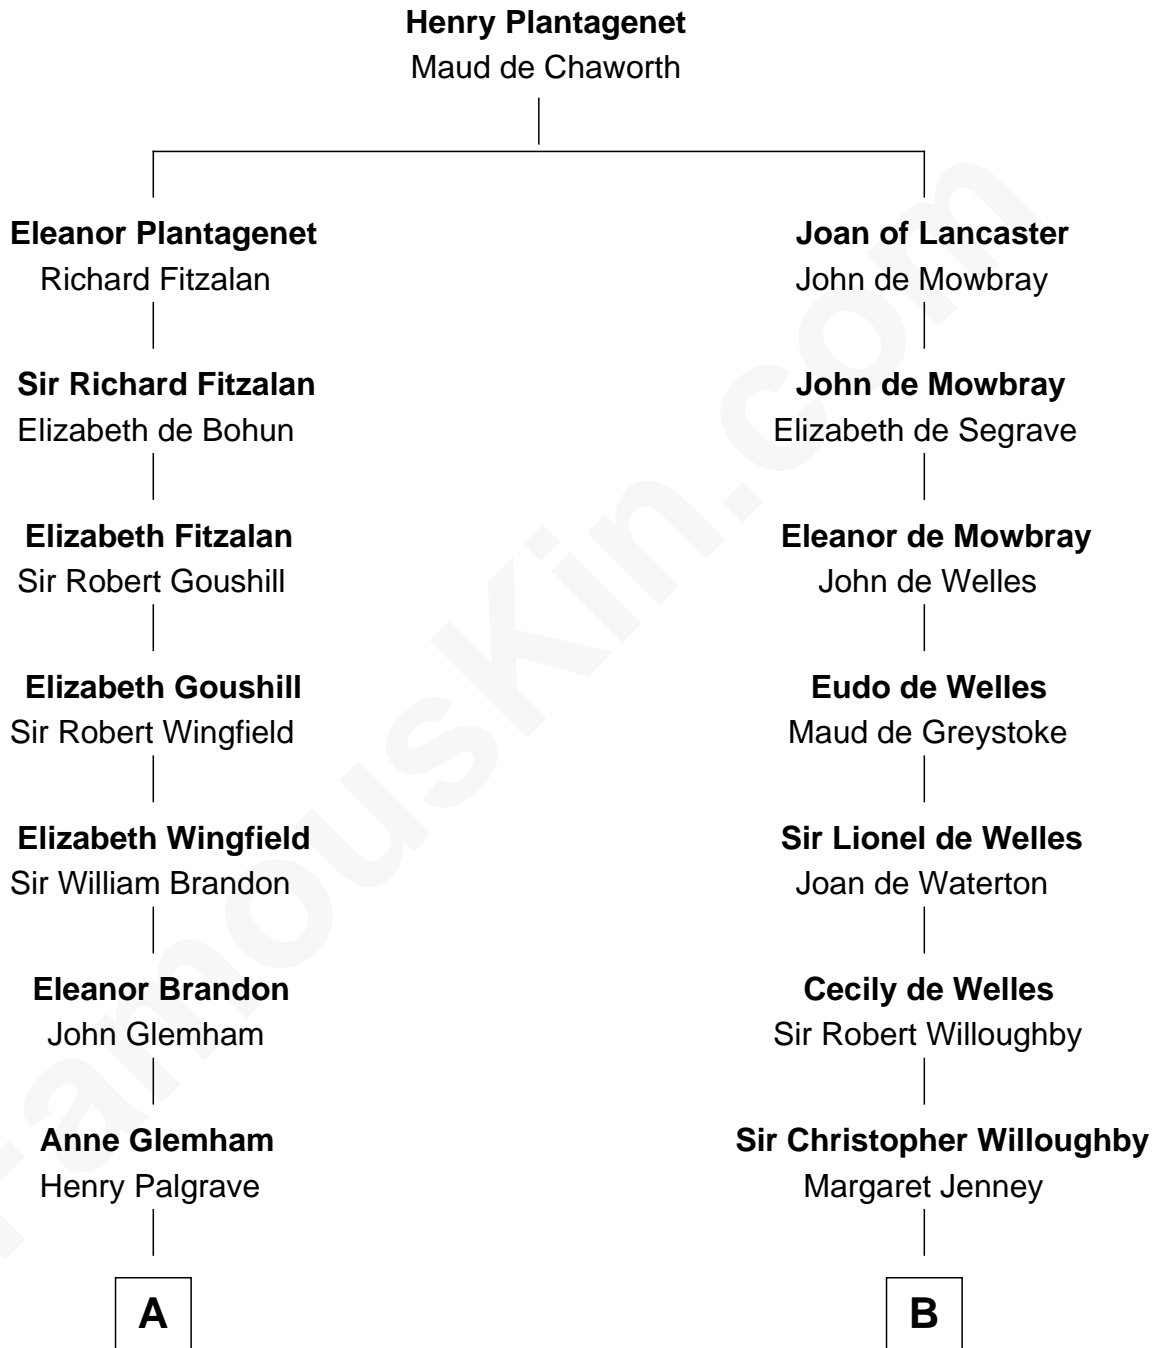 Henry Plantagenet
Maud de Chaworth
Eleanor Plantagenet
Richard Fitzalan
Joan of Lancaster
John de Mowbray
Sir Richard Fitzalan
Elizabeth de Bohun
John de Mowbray
Elizabeth de Segrave
Elizabeth Fitzalan
Sir Robert Goushill
Eleanor de Mowbray
John de Welles
Elizabeth Goushill
Sir Robert Wingfield
Eudo de Welles
Maud de Greystoke
Elizabeth Wingfield
Sir William Brandon
Sir Lionel de Welles
Joan de Waterton
Eleanor Brandon
John Glemham
Cecily de Welles
Sir Robert Willoughby
Anne Glemham
Henry Palgrave
Sir Christopher Willoughby
Margaret Jenney
A
B
FamousKin.com